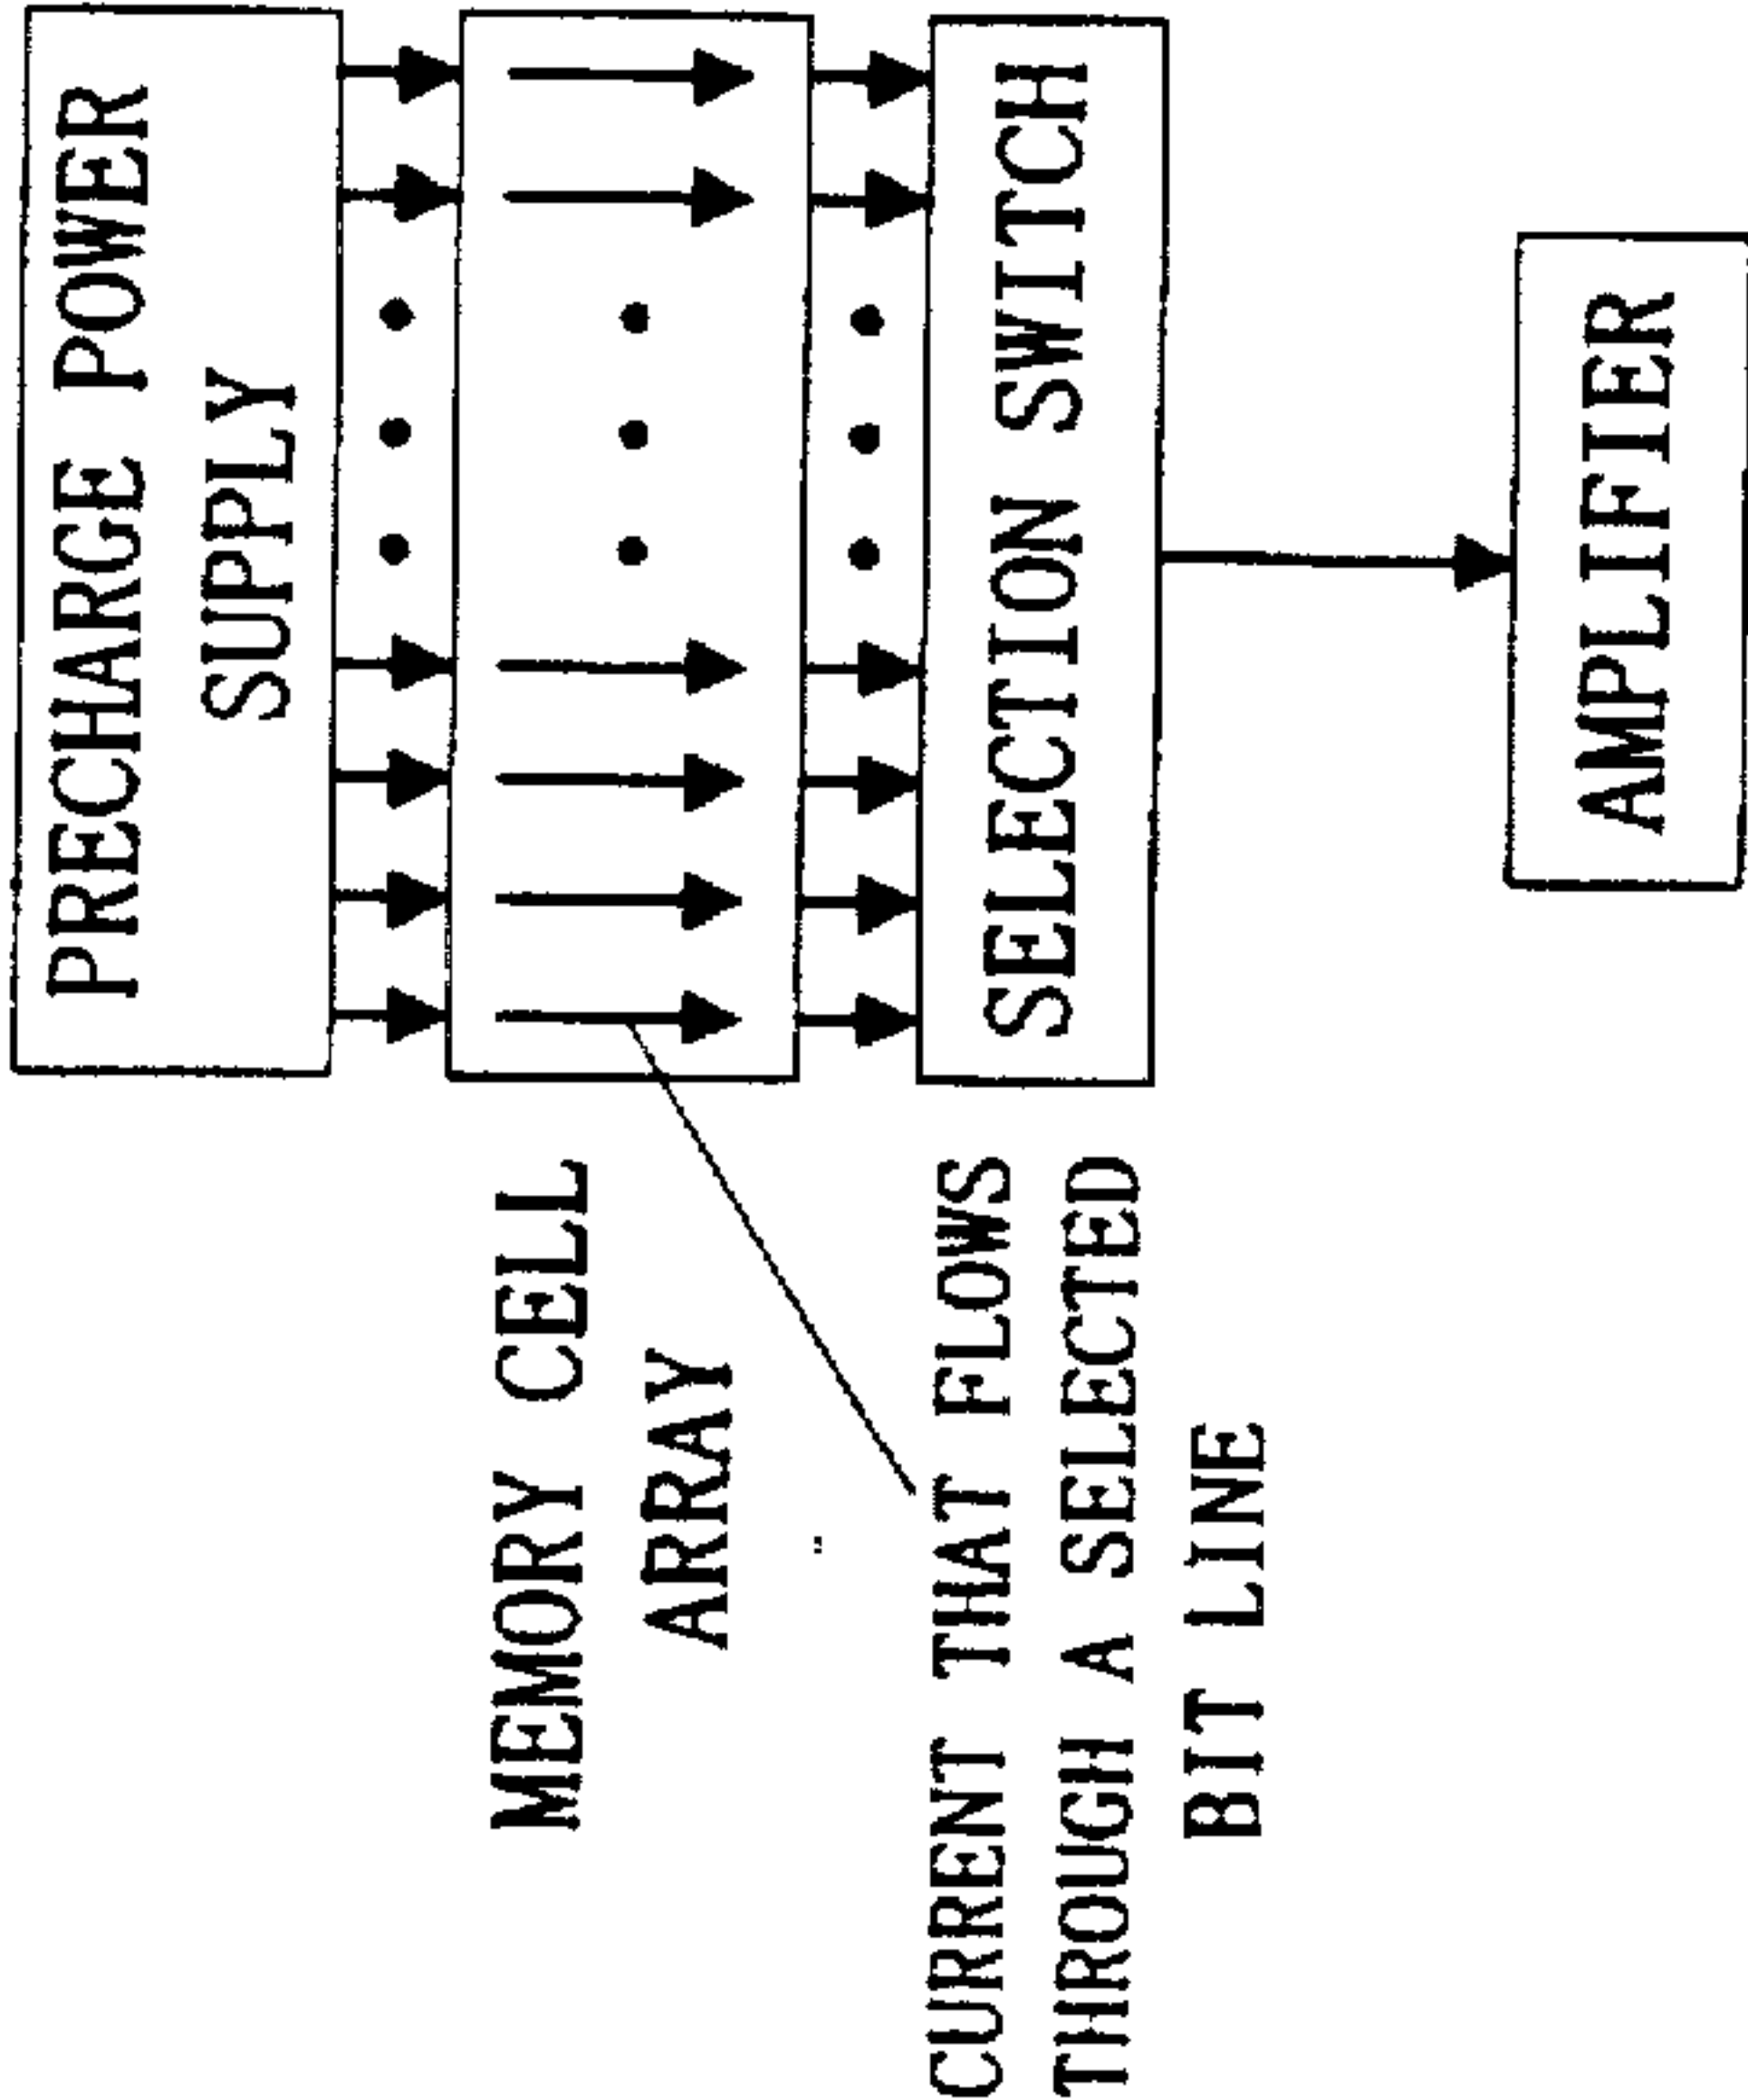 PRECHARGE POWER
SUPPLY
MEMORY CELL
ARRAY
CURRENT THAT FLOWS
THROUGH A SELECTED
BIT LINE
SELECTION SWITCH
AMPLIFIER